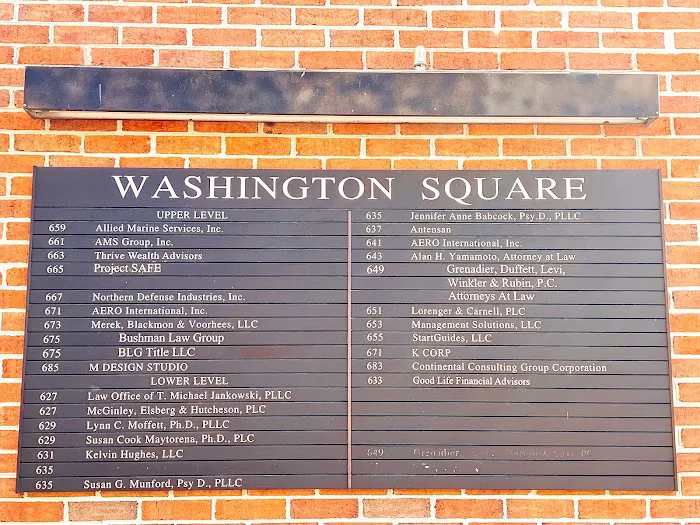 WASHINGTON SQUARE
UPPER LEVEL
659 Allied Marine Services, Inc.
661 AMS Group, Inc.
663 Thrive Wealth Advisors
665 Project SAFE
667 Northern Defense Industries, Inc.
671 AERO International, Inc.
673 Merek, Blackmon & Voorhees, LLC
675 Bushman Law Group
675 BLG Title LLC
685 M DESIGN STUDIO
LOWER LEVEL
627 Law Office of T. Michael Jankowski, PLLC
627 McGinley, Elsberg & Hutcheson, PLC
629 Lynn C. Moffett, Ph.D., PLLC
629 Susan Cook Maytorena, Ph.D., PLC
631 Kelvin Hughes, LLC
635
635 Susan G. Munford, Psy D., PLLC
635 Jennifer Anne Babcock, Psy.D., PLLC
637 Antensan
641 AERO International, Inc.
643 Alan H. Yamamoto, Attorney at Law
649 Grenadier, Duffett, Levi,
Winkler & Rubin, P.C.
Attorneys At Law
651 Lorenger & Carnell, PLC
653 Management Solutions, LLC
655 StartGuides, LLC
671 K CORP
683 Continental Consulting Group Corporation
633 Good Life Financial Advisors
649 Grenadier,